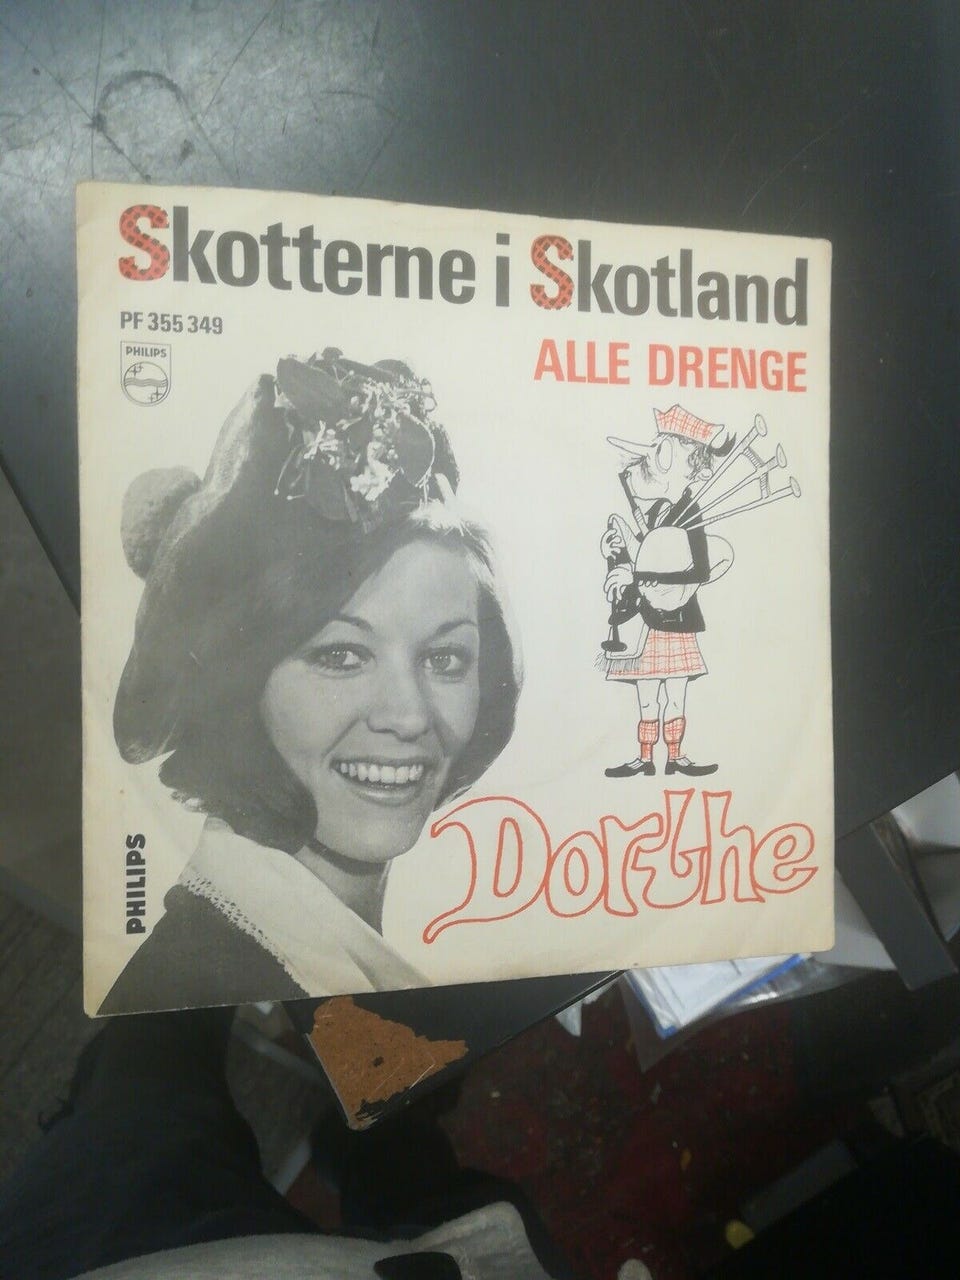 Skotterne i Skotland
PF 355 349
PHILIPS
ALLE DRENGE
Dorthe
PHILIPS